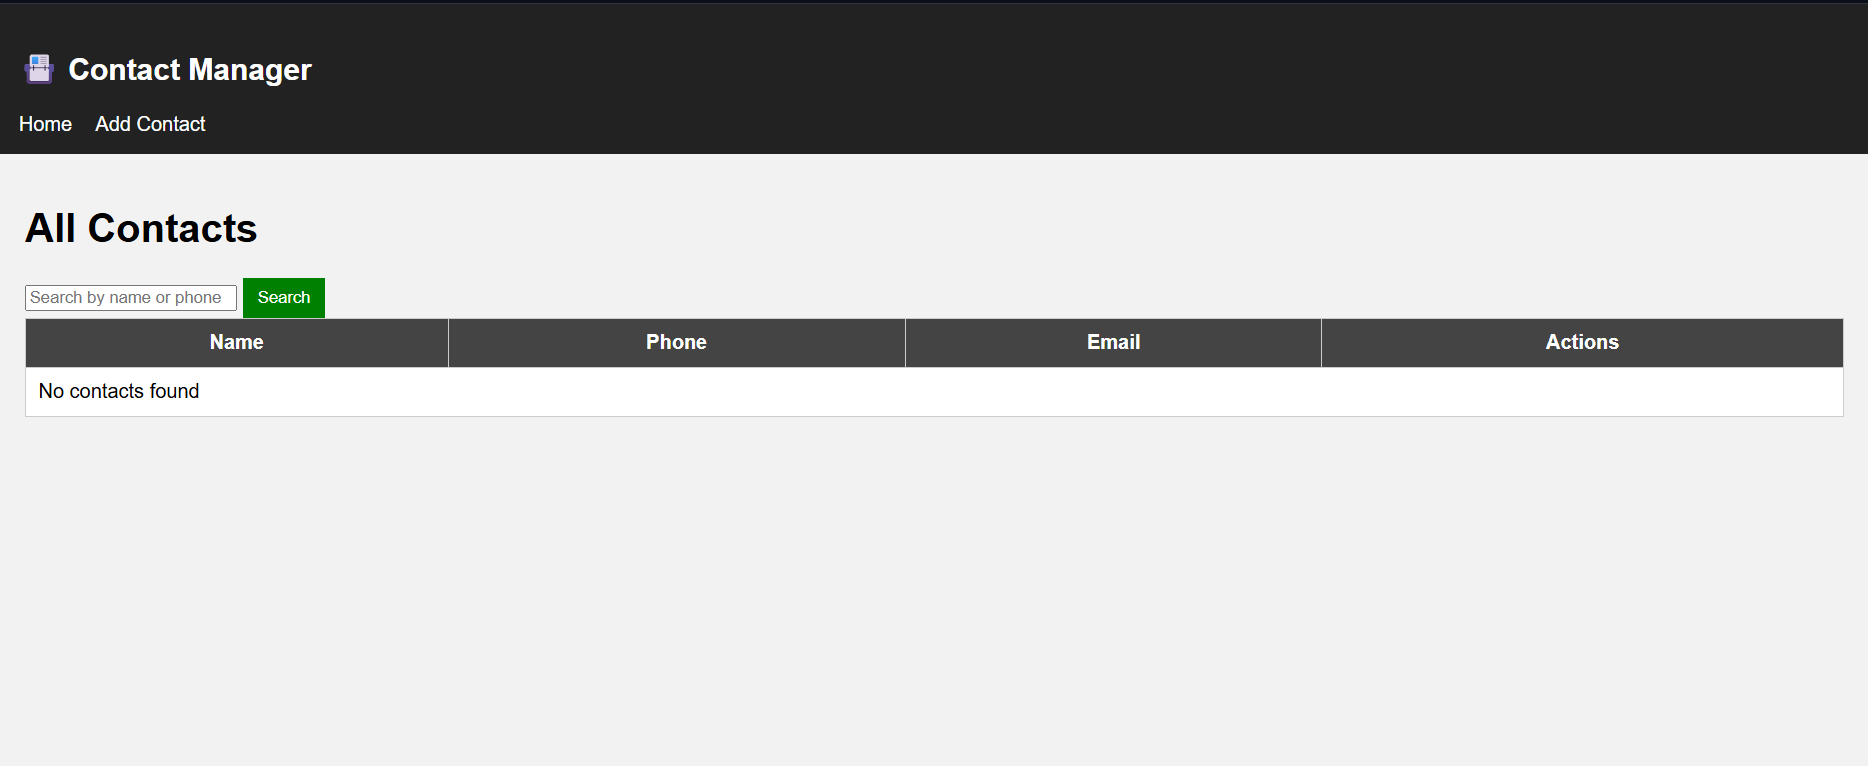 Contact Manager
Home Add Contact
All Contacts
Search by name or phone Search
Name Phone Email Actions
No contacts found